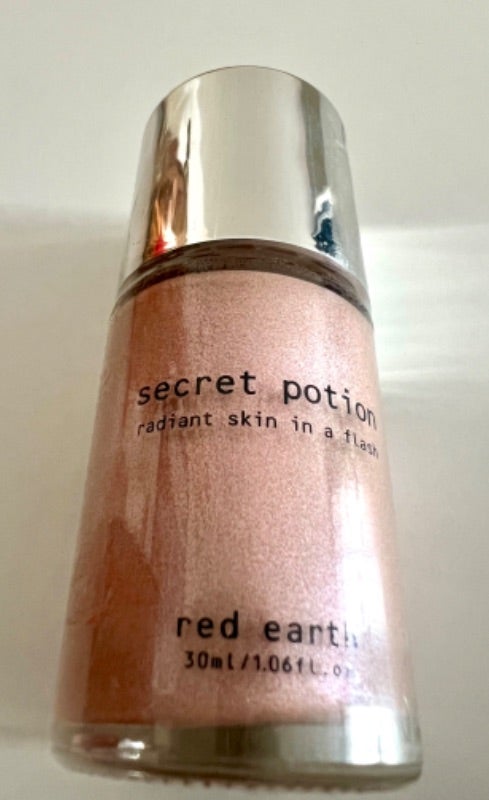 secret potion
radiant skin in a flash
red earth
30ml/1.06fl.oz